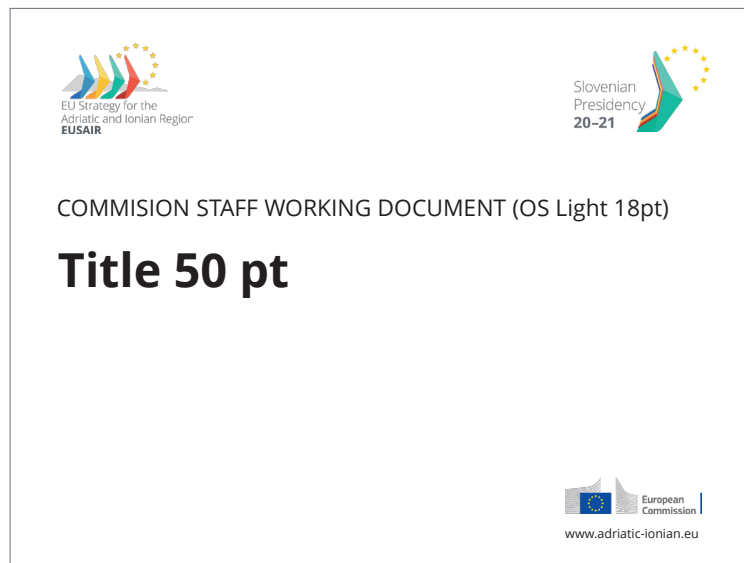 EU Strategy for the
Adriatic and Ionian Region
EUSAIR
Slovenian
Presidency
20–21
COMMISION STAFF WORKING DOCUMENT (OS Light 18pt)
Title 50 pt
European
Commission
www.adriatic-ionian.eu